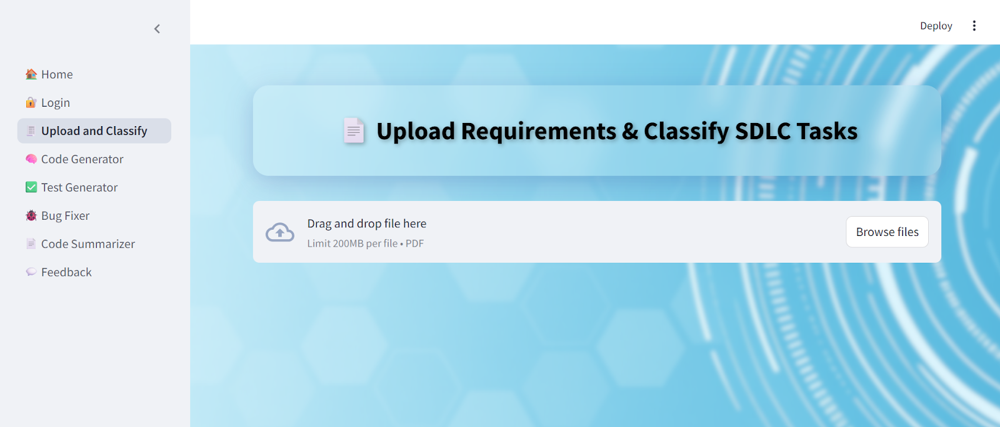 Deploy
Home
Login
Upload and Classify
Code Generator
Test Generator
Bug Fixer
Code Summarizer
Feedback
Upload Requirements & Classify SDLC Tasks
Drag and drop file here
Limit 200MB per file • PDF
Browse files